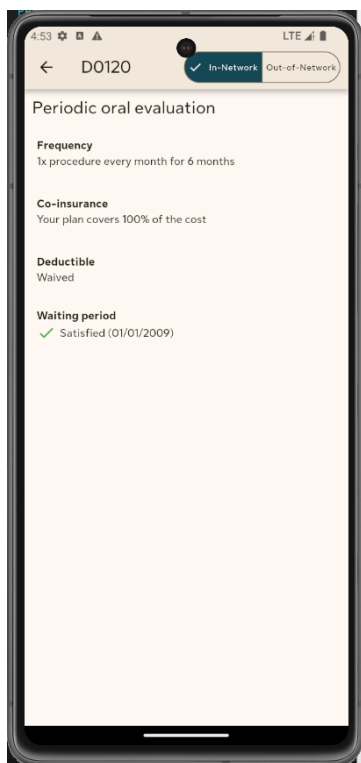 4:53
LTE
D0120
In-Network
Out-of-Network
Periodic oral evaluation
Frequency
1x procedure every month for 6 months
Co-insurance
Your plan covers 100% of the cost
Deductible
Waived
Waiting period
Satisfied (01/01/2009)